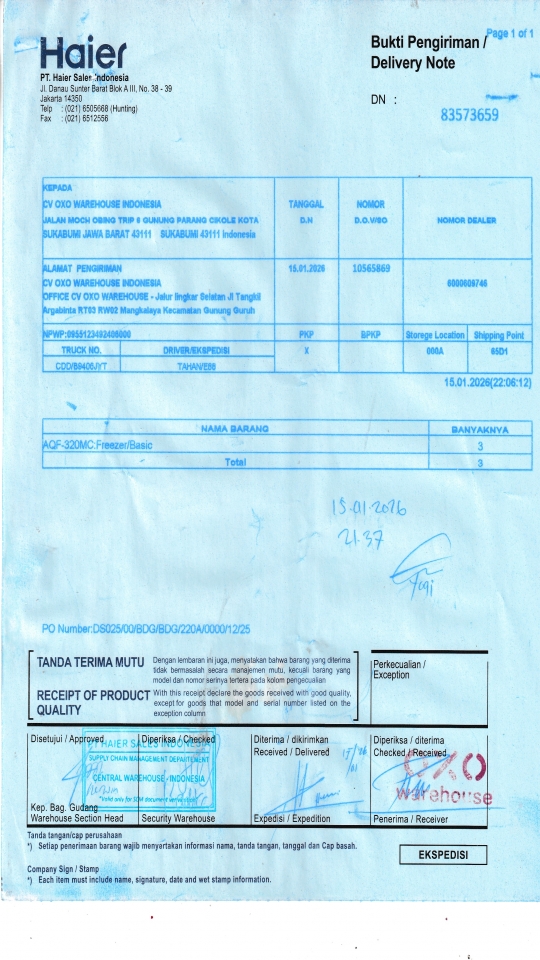 Page 1 of 1
Haier
Bukti Pengiriman /
Delivery Note
PT. Haier Sales Indonesia
Jl. Danau Sunter Barat Blok A III, No. 38 - 39
Jakarta 14350
Telp : (021) 6505668 (Hunting)
Fax : (021) 6512556
DN :
83573659
KEPADA
CV OXO WAREHOUSE INDONESIA
JALAN MOCH OBING TRIP 6 GUNUNG PARANG CIKOLE KOTA
SUKABUMI JAWA BARAT 43111 SUKABUMI 43111 Indonesia
TANGGAL
D.N
NOMOR
D.O.V/SO
NOMOR DEALER
ALAMAT PENGIRIMAN
CV OXO WAREHOUSE INDONESIA
OFFICE CV OXO WAREHOUSE - Jalur lingkar Selatan Jl Tangkil
Argabinta RT03 RW02 Mangkalaya Kecamatan Gunung Guruh
15.01.2026
10565869
6000609746
NPWP:0955123492406000
PKP
BPKP
Storege Location
Shipping Point
TRUCK NO.
DRIVER/EKSPEDISI
X
000A
65D1
COD/B9406JYT
TAHAN/E66
15.01.2026(22:06:12)
NAMA BARANG
BANYAKNYA
AQF-320MC:Freezer/Basic
3
Total
3
15.01.2026
21.37
PO Number:DS025/00/BDG/BDG/220A/0000/12/25
TANDA TERIMA MUTU
Dengan lembaran ini juga, menyatakan bahwa barang yang diterima
tidak bermasalah secara manajemen mutu, kecuali barang yang
model dan nomor serinya tertera pada kolom pengecualian
RECEIPT OF PRODUCT
QUALITY
With this receipt declare the goods received with good quality,
except for goods that model and serial number listed on the
exception column
Perkecualian /
Exception
Disetujui / Approved
Diperiksa / Checked
Diterima / dikirimkan
Received / Delivered
Diperiksa / diterima
Checked / Received
PT HAIER SALES INDONESIA
SUPPLY CHAIN MANAGEMENT DEPARTEMENT
CENTRAL WAREHOUSE - INDONESIA
OXO
warehouse
Kep. Bag. Gudang
Warehouse Section Head
Security Warehouse
Expedisi / Expedition
Penerima / Receiver
Tanda tangan/cap perusahaan
*) Setiap penerimaan barang wajib menyertakan informasi nama, tanda tangan, tanggal dan Cap basah.
EKSPEDISI
Company Sign / Stamp
*) Each item must include name, signature, date and wet stamp information.